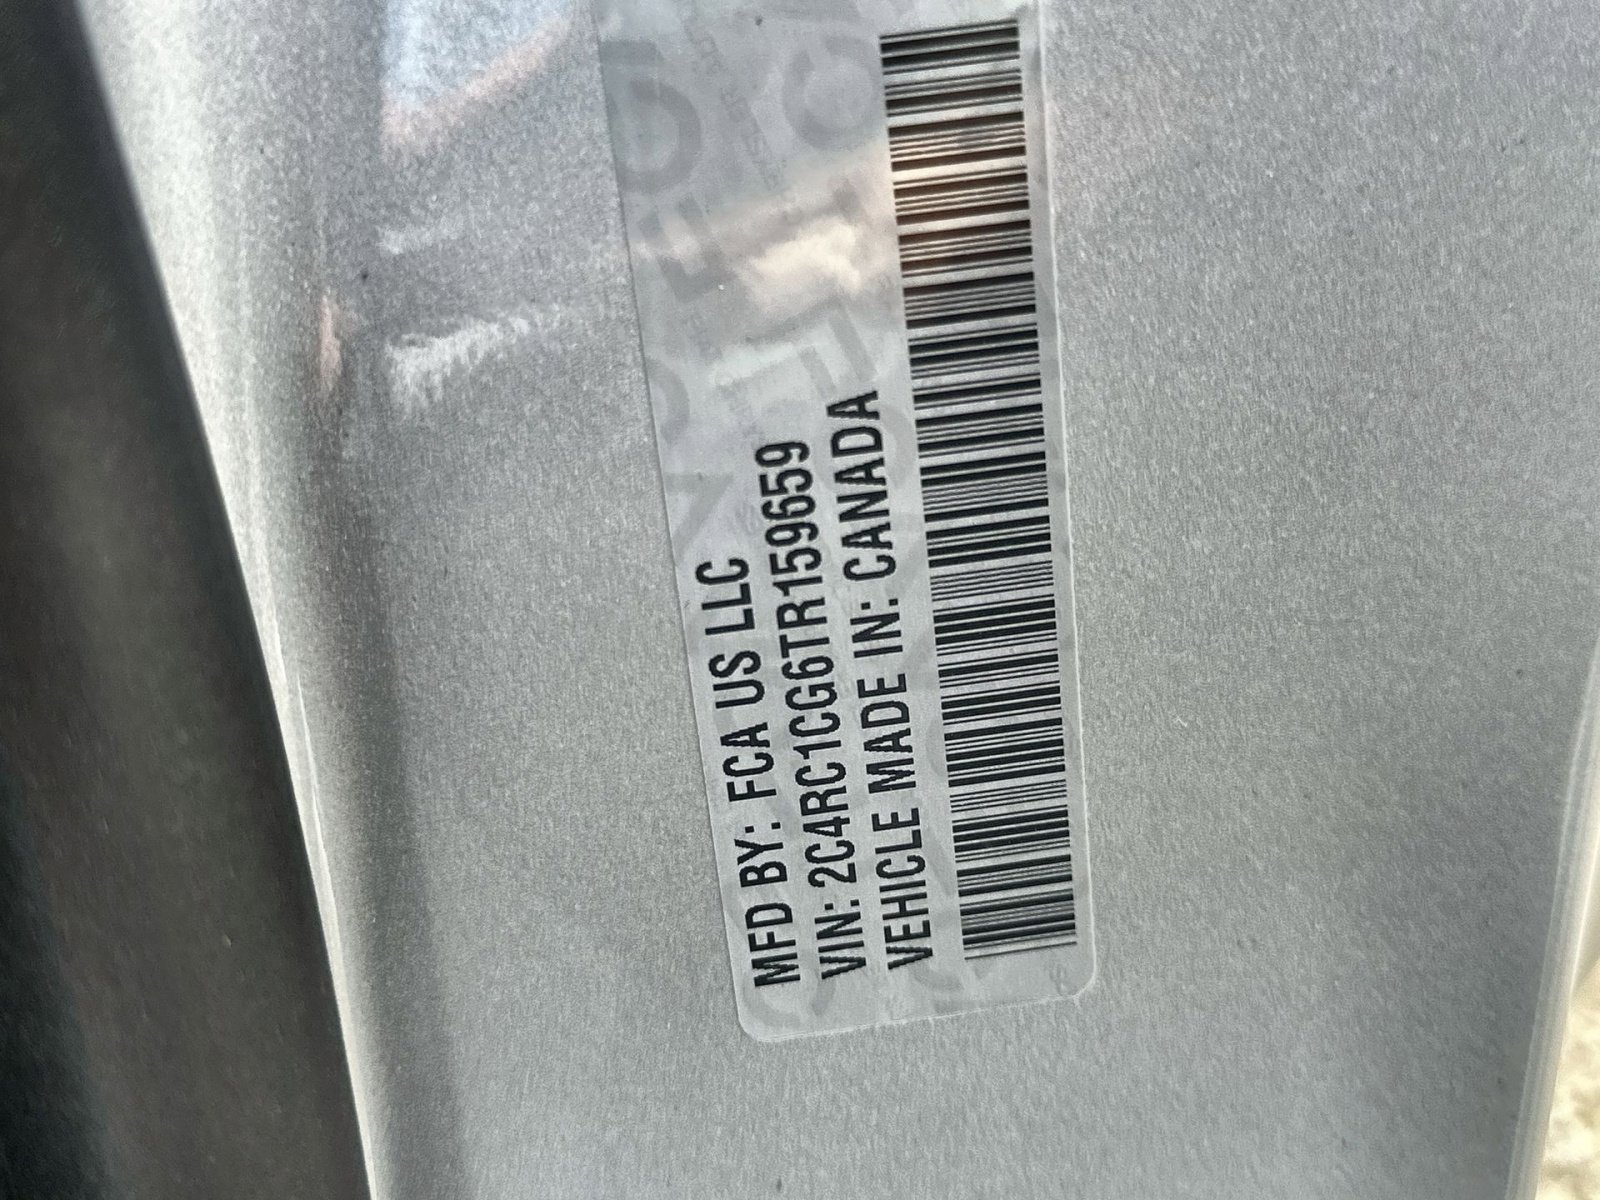 MFD BY: FCA US LLC
VIN: 2C4RC1CG6TR159659
VEHICLE MADE IN: CANADA